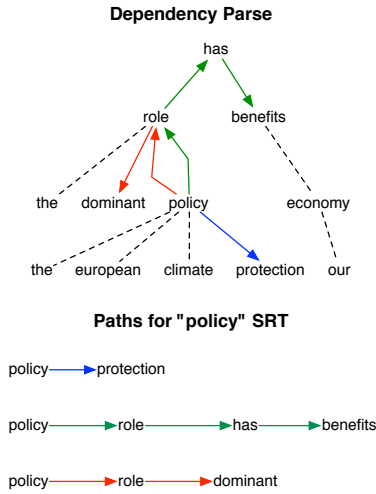 Dependency Parse
has
role benefits
the dominant policy economy
the european climate protection our
Paths for "policy" SRT
policy protection
policy role has benefits
policy role dominant